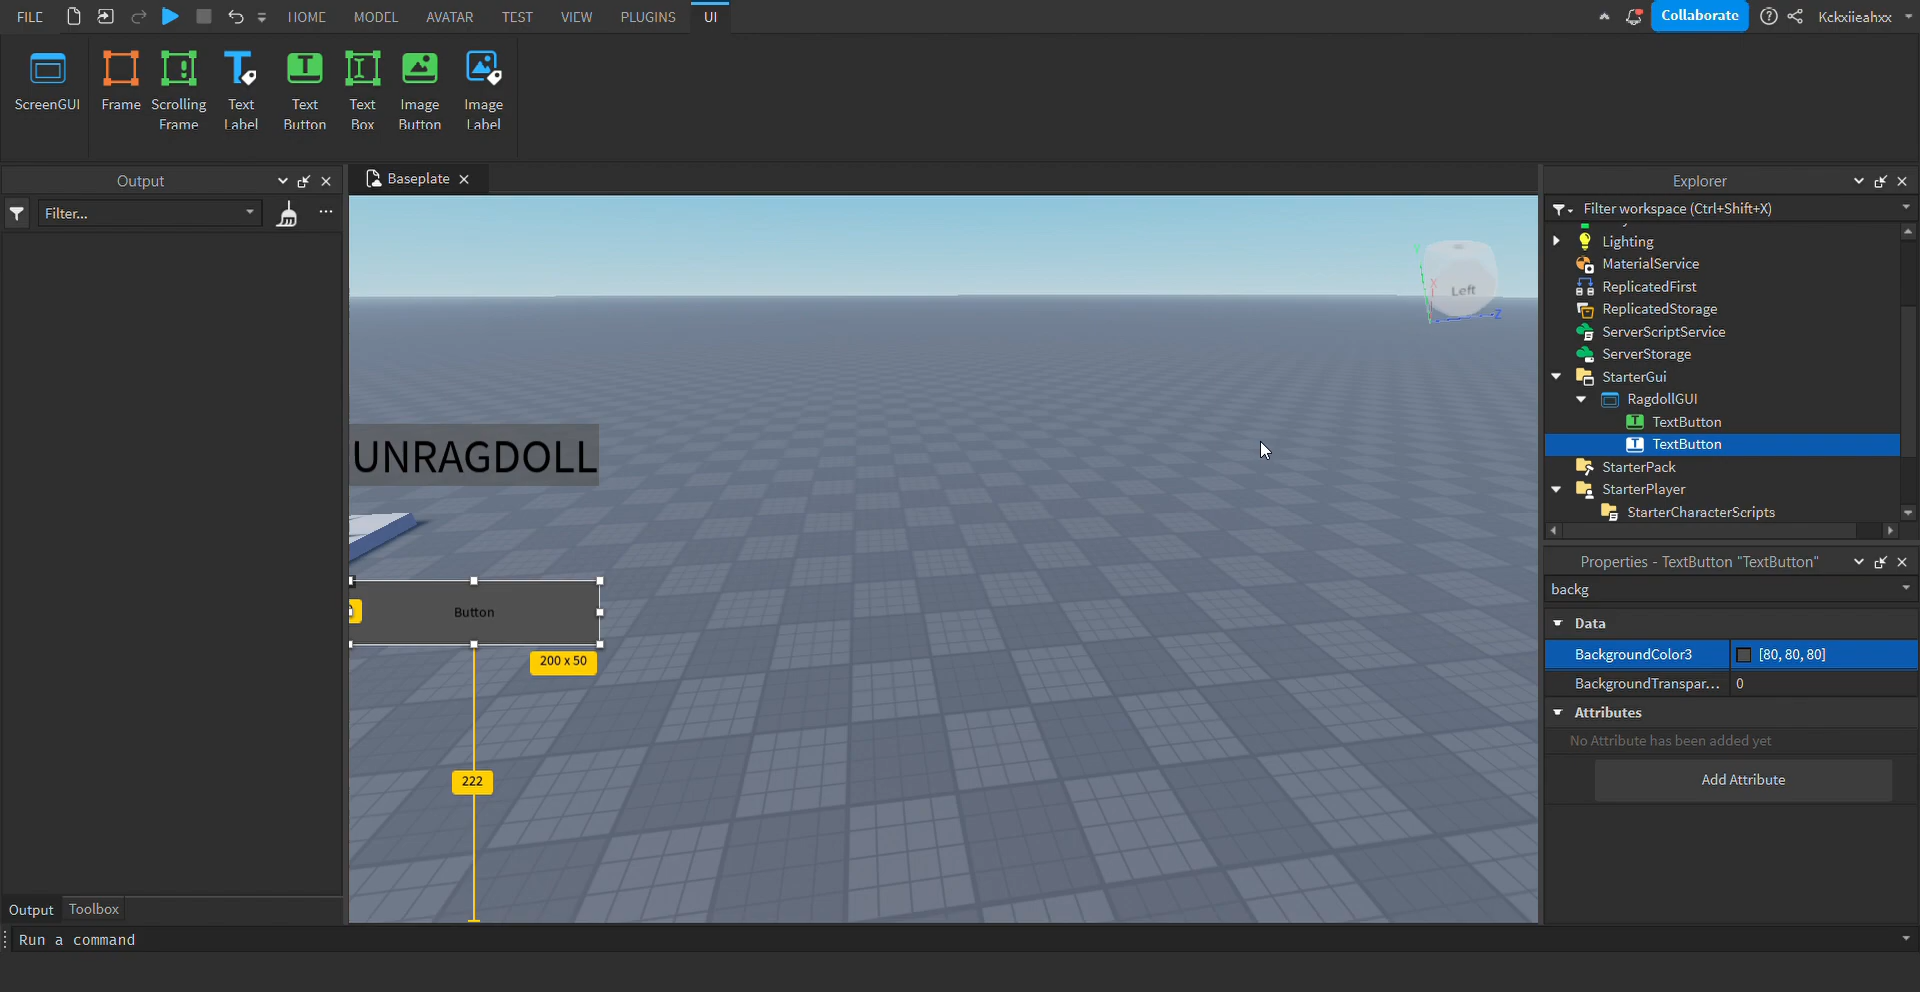 FILE
HOME
MODEL
AVATAR
TEST
VIEW
PLUGINS
UI
Collaborate
Kckxiieahxx
ScreenGUI
Frame
Scrolling
Frame
Text
Label
Text
Button
Text
Box
Image
Button
Image
Label
Output
Filter...
Baseplate
Explorer
Filter workspace (Ctrl+Shift+X)
Lighting
MaterialService
ReplicatedFirst
ReplicatedStorage
ServerScriptService
ServerStorage
StarterGui
RagdollGUI
TextButton
TextButton
StarterPack
StarterPlayer
StarterCharacterScripts
Y
X
Z
Left
UNRAGDOLL
Button
200 x 50
222
Properties - TextButton "TextButton"
backg
Data
BackgroundColor3
[80, 80, 80]
BackgroundTranspar...
0
Attributes
No Attribute has been added yet
Add Attribute
Output
Toolbox
Run a command